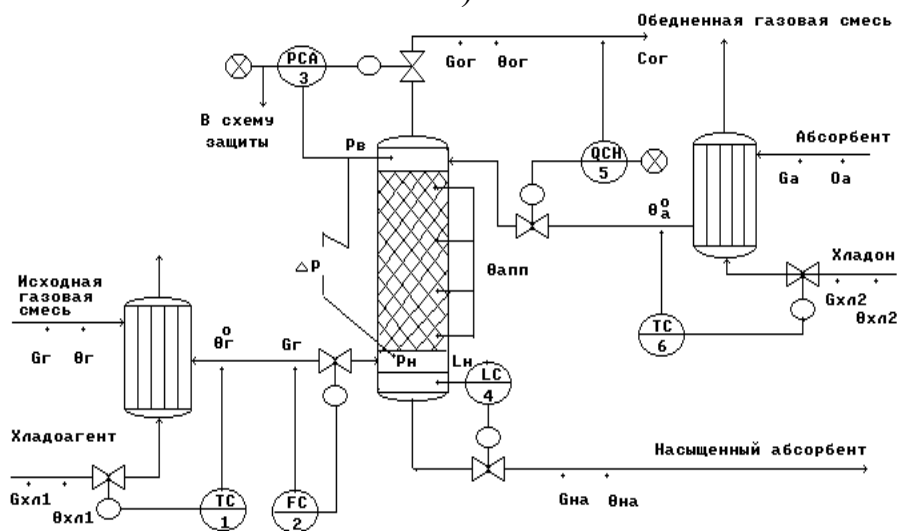 )
Обедненная газовая смесь
Gог θог
Cог
PCA
3
В схему
защиты
Pв
QCH
5
Абсорбент
Ga Oa
θ°a
Хладон
Gхл2 θхл2
TC
6
△P
θапп
Исходная
газовая
смесь
Gг θг
θ°г Gг
Pн Lн
LC
4
Хладоагент
Gхл1 θхл1
TC
1
FC
2
Насыщенный абсорбент
Gна θна